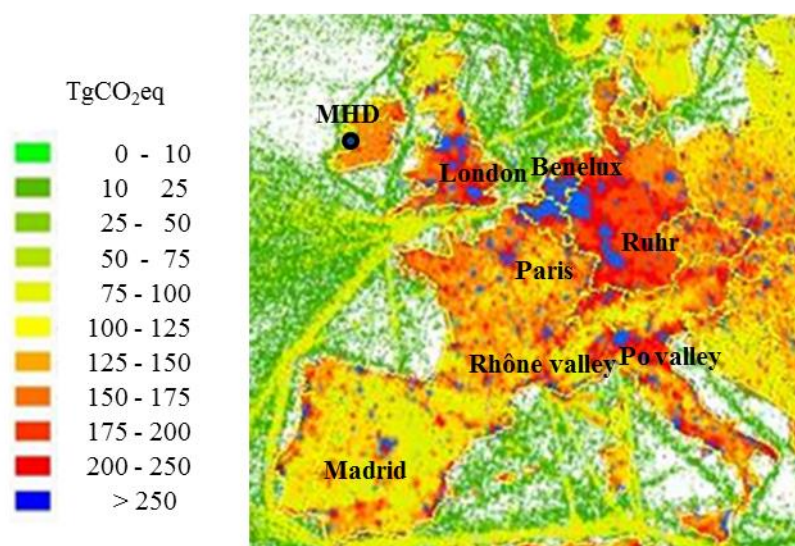 TgCO₂eq
0 - 10
10 25
25 - 50
50 - 75
75 - 100
100 - 125
125 - 150
150 - 175
175 - 200
200 - 250
> 250
MHD
London
Benelux
Ruhr
Paris
Rhône valley
Po valley
Madrid